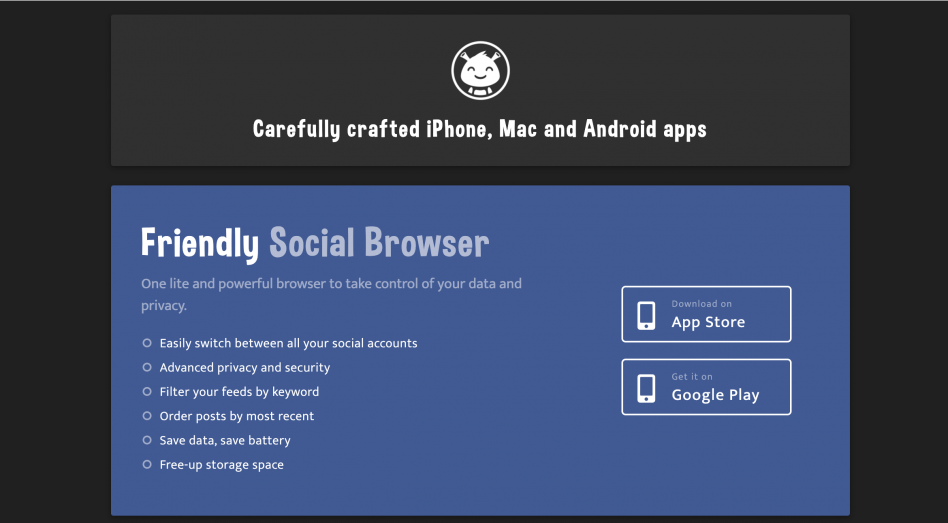 Carefully crafted iPhone, Mac and Android apps
Friendly Social Browser
One lite and powerful browser to take control of your data and
privacy.
Easily switch between all your social accounts
Advanced privacy and security
Filter your feeds by keyword
Order posts by most recent
Save data, save battery
Free-up storage space
Download on
App Store
Get it on
Google Play